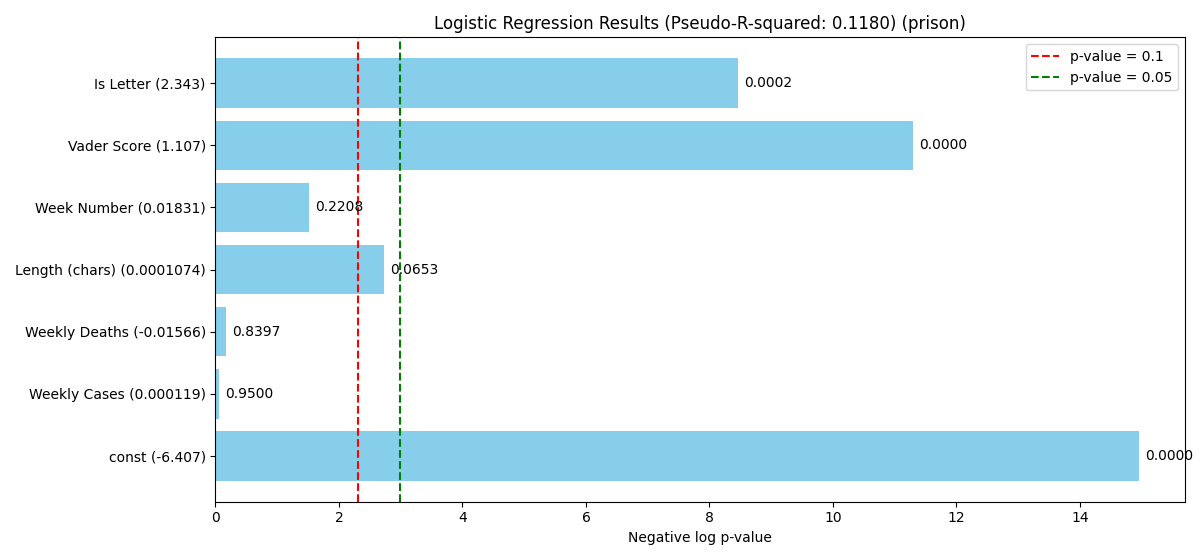 Logistic Regression Results (Pseudo-R-squared: 0.1180) (prison)
p-value = 0.1
p-value = 0.05
Is Letter (2.343)
0.0002
Vader Score (1.107)
0.0000
Week Number (0.01831)
0.2208
Length (chars) (0.0001074)
0.0653
Weekly Deaths (-0.01566)
0.8397
Weekly Cases (0.000119)
0.9500
const (-6.407)
0.0000
0 2 4 6 8 10 12 14
Negative log p-value